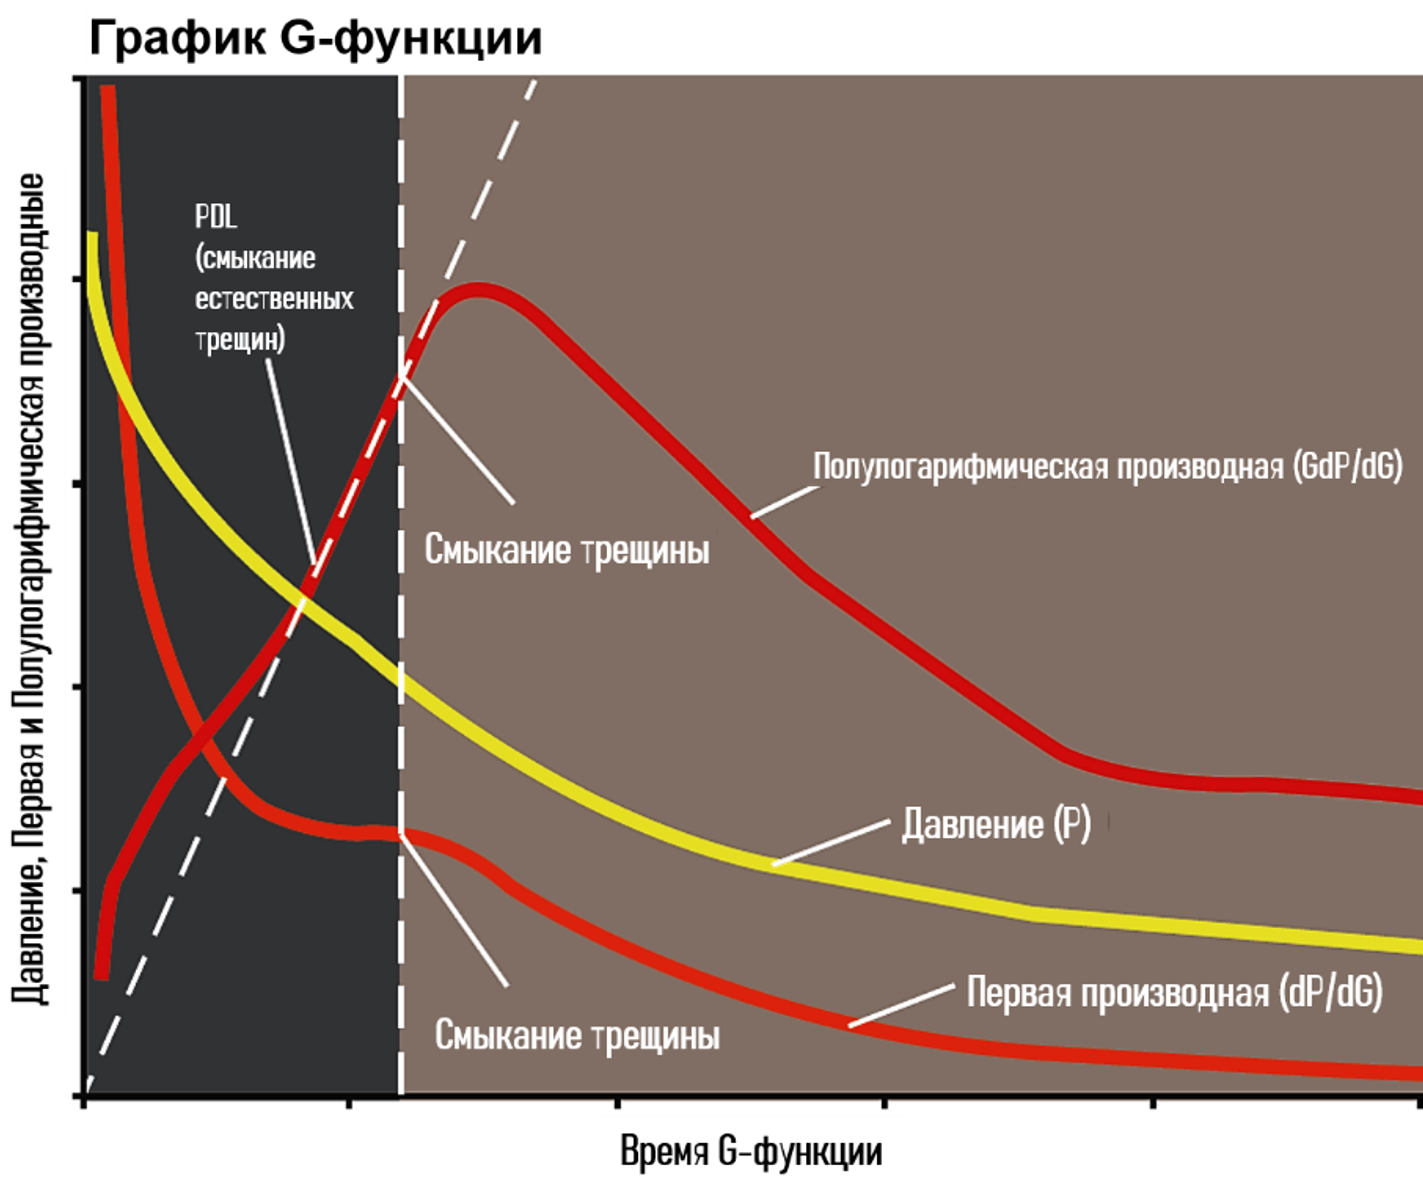 График G-функции
Давление, Первая и Полулогарифмическая производные
PDL
(смыкание
естественных
трещин)
Полулогарифмическая производная (GdP/dG)
Смыкание трещины
Давление (P)
Первая производная (dP/dG)
Смыкание трещины
Время G-функции